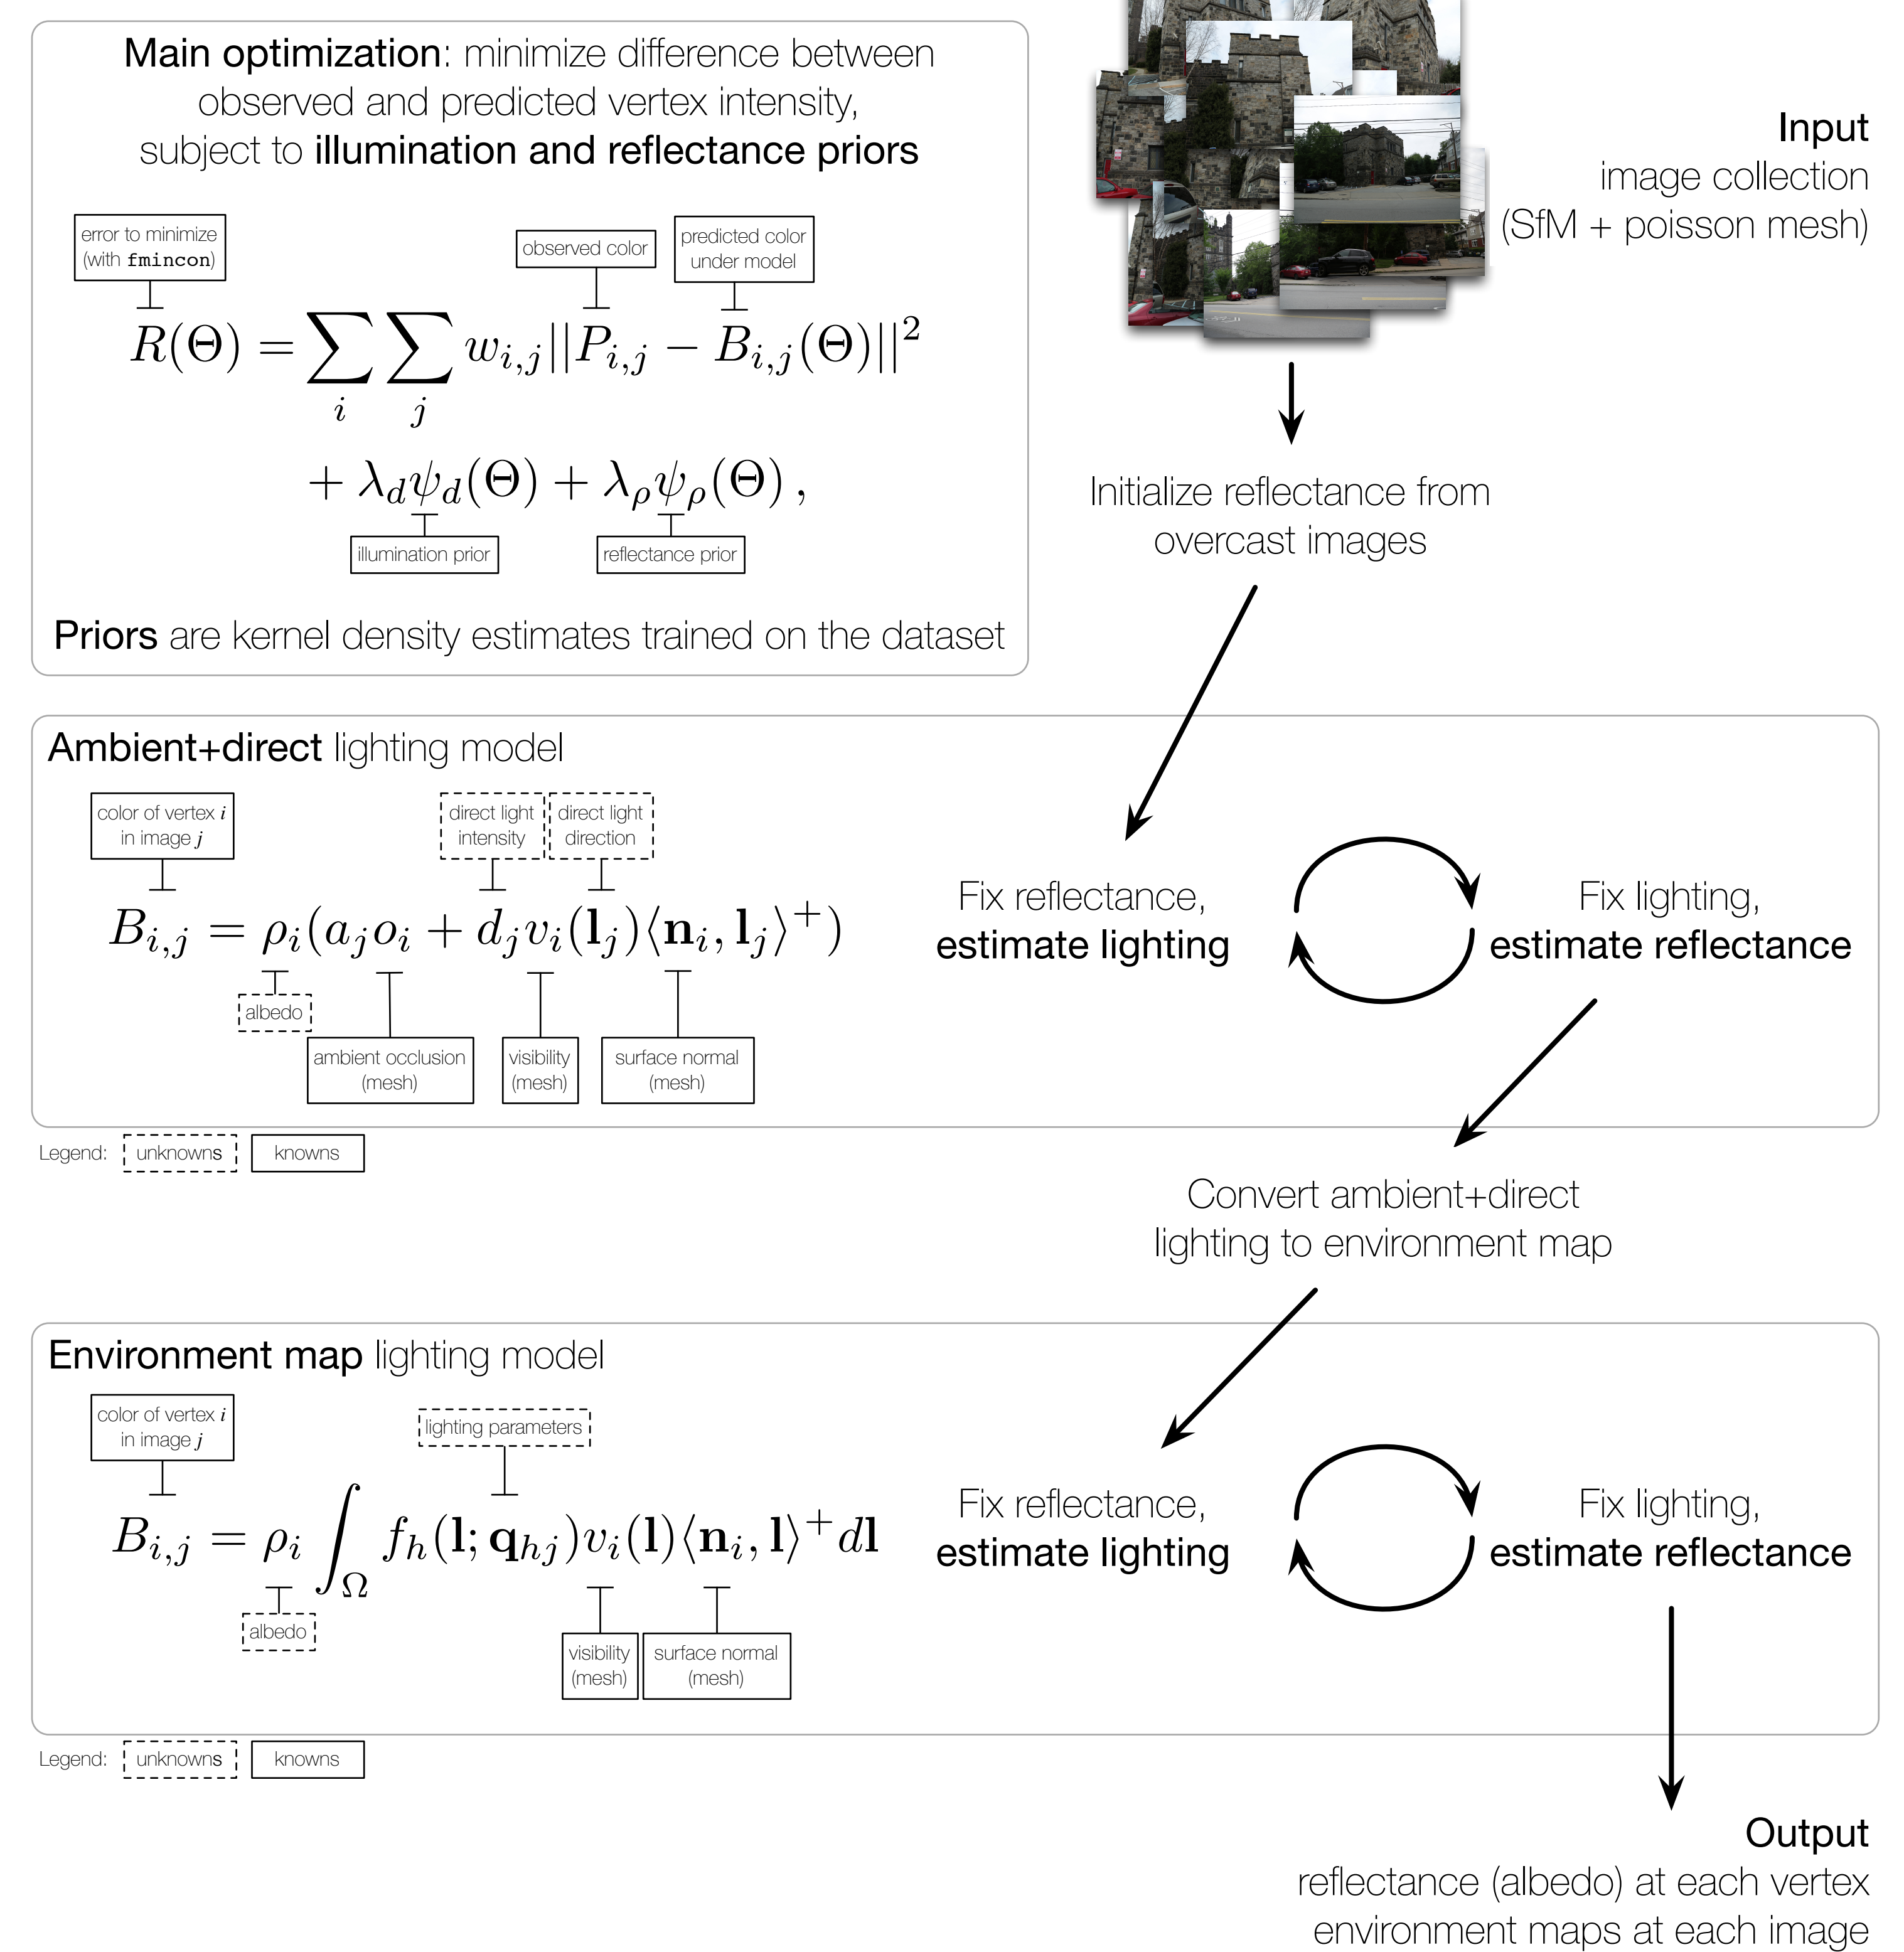 Main optimization: minimize difference between
observed and predicted vertex intensity,
subject to illumination and reflectance priors
error to minimize
(with fmincon)
observed color
predicted color
under model
R(Θ) = ∑_i ∑_j w_{i,j}||P_{i,j} − B_{i,j}(Θ)||²
+ λ_d ψ_d(Θ) + λ_ρ ψ_ρ(Θ) ,
illumination prior
reflectance prior
Priors are kernel density estimates trained on the dataset
Input
image collection
(SfM + poisson mesh)
Initialize reflectance from
overcast images
Ambient+direct lighting model
color of vertex i
in image j
direct light
intensity
direct light
direction
B_{i,j} = ρ_i(a_j o_i + d_j v_i(l_j)⟨n_i, l_j⟩⁺)
albedo
ambient occlusion
(mesh)
visibility
(mesh)
surface normal
(mesh)
Fix reflectance,
estimate lighting
Fix lighting,
estimate reflectance
Legend:
unknowns
knowns
Convert ambient+direct
lighting to environment map
Environment map lighting model
color of vertex i
in image j
lighting parameters
B_{i,j} = ρ_i ∫_Ω f_h(l; q_{hj})v_i(l)⟨n_i, l⟩⁺dl
albedo
visibility
(mesh)
surface normal
(mesh)
Fix reflectance,
estimate lighting
Fix lighting,
estimate reflectance
Legend:
unknowns
knowns
Output
reflectance (albedo) at each vertex
environment maps at each image